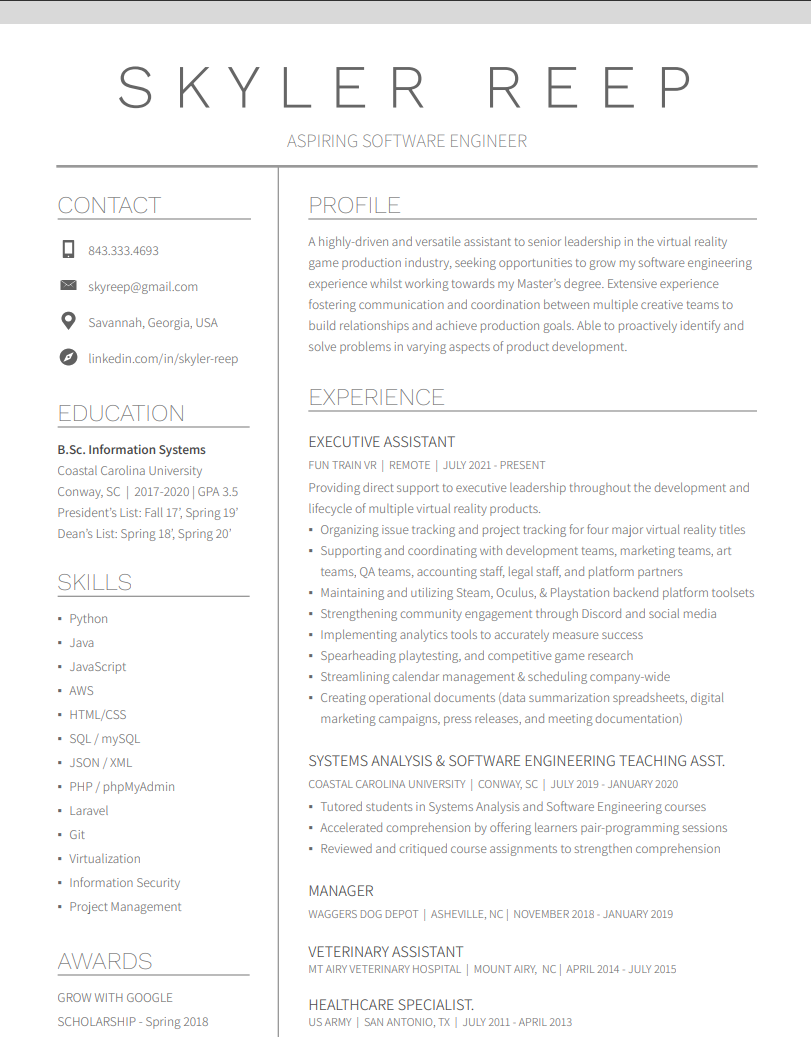 SKYLER REEP
ASPIRING SOFTWARE ENGINEER
CONTACT
843.333.4693
skyreep@gmail.com
Savannah, Georgia, USA
linkedin.com/in/skyler-reep
EDUCATION
B.Sc. Information Systems
Coastal Carolina University
Conway, SC | 2017-2020 | GPA 3.5
President's List: Fall 17', Spring 19'
Dean's List: Spring 18', Spring 20'
SKILLS
▪ Python
▪ Java
▪ JavaScript
▪ AWS
▪ HTML/CSS
▪ SQL / mySQL
▪ JSON / XML
▪ PHP / phpMyAdmin
▪ Laravel
▪ Git
▪ Virtualization
▪ Information Security
▪ Project Management
AWARDS
GROW WITH GOOGLE
SCHOLARSHIP - Spring 2018
PROFILE
A highly-driven and versatile assistant to senior leadership in the virtual reality
game production industry, seeking opportunities to grow my software engineering
experience whilst working towards my Master's degree. Extensive experience
fostering communication and coordination between multiple creative teams to
build relationships and achieve production goals. Able to proactively identify and
solve problems in varying aspects of product development.
EXPERIENCE
EXECUTIVE ASSISTANT
FUN TRAIN VR | REMOTE | JULY 2021 - PRESENT
Providing direct support to executive leadership throughout the development and
lifecycle of multiple virtual reality products.
▪ Organizing issue tracking and project tracking for four major virtual reality titles
▪ Supporting and coordinating with development teams, marketing teams, art
teams, QA teams, accounting staff, legal staff, and platform partners
▪ Maintaining and utilizing Steam, Oculus, & Playstation backend platform toolsets
▪ Strengthening community engagement through Discord and social media
▪ Implementing analytics tools to accurately measure success
▪ Spearheading playtesting, and competitive game research
▪ Streamlining calendar management & scheduling company-wide
▪ Creating operational documents (data summarization spreadsheets, digital
marketing campaigns, press releases, and meeting documentation)
SYSTEMS ANALYSIS & SOFTWARE ENGINEERING TEACHING ASST.
COASTAL CAROLINA UNIVERSITY | CONWAY, SC | JULY 2019 - JANUARY 2020
▪ Tutored students in Systems Analysis and Software Engineering courses
▪ Accelerated comprehension by offering learners pair-programming sessions
▪ Reviewed and critiqued course assignments to strengthen comprehension
MANAGER
WAGGERS DOG DEPOT | ASHEVILLE, NC | NOVEMBER 2018 - JANUARY 2019
VETERINARY ASSISTANT
MT AIRY VETERINARY HOSPITAL | MOUNT AIRY, NC | APRIL 2014 - JULY 2015
HEALTHCARE SPECIALIST.
US ARMY | SAN ANTONIO, TX | JULY 2011 - APRIL 2013